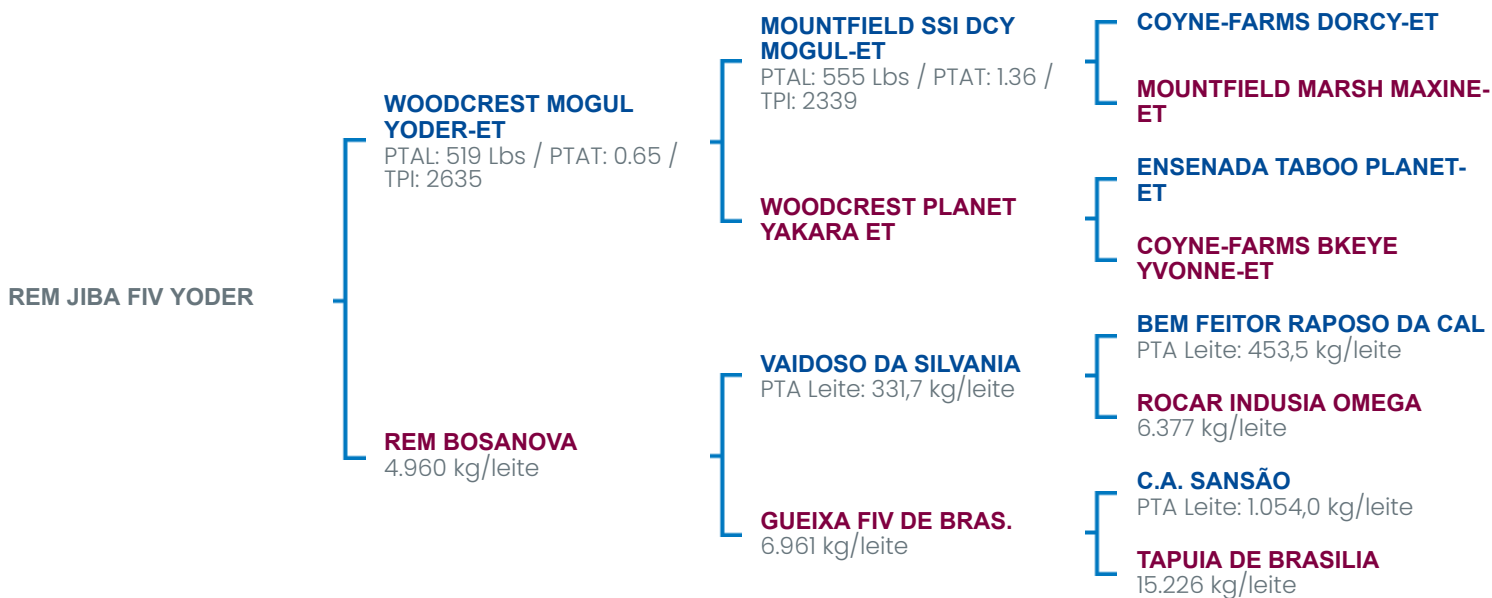 REM JIBA FIV YODER
WOODCREST MOGUL
YODER-ET
PTAL: 519 Lbs / PTAT: 0.65 /
TPI: 2635
REM BOSANOVA
4.960 kg/leite
MOUNTFIELD SSI DCY
MOGUL-ET
PTAL: 555 Lbs / PTAT: 1.36 /
TPI: 2339
WOODCREST PLANET
YAKARA ET
VAIDOSO DA SILVANIA
PTA Leite: 331,7 kg/leite
GUEIXA FIV DE BRAS.
6.961 kg/leite
COYNE-FARMS DORCY-ET
MOUNTFIELD MARSH MAXINE-
ET
ENSENADA TABOO PLANET-
ET
COYNE-FARMS BKEYE
YVONNE-ET
BEM FEITOR RAPOSO DA CAL
PTA Leite: 453,5 kg/leite
ROCAR INDUSIA OMEGA
6.377 kg/leite
C.A. SANSÃO
PTA Leite: 1.054,0 kg/leite
TAPUIA DE BRASILIA
15.226 kg/leite